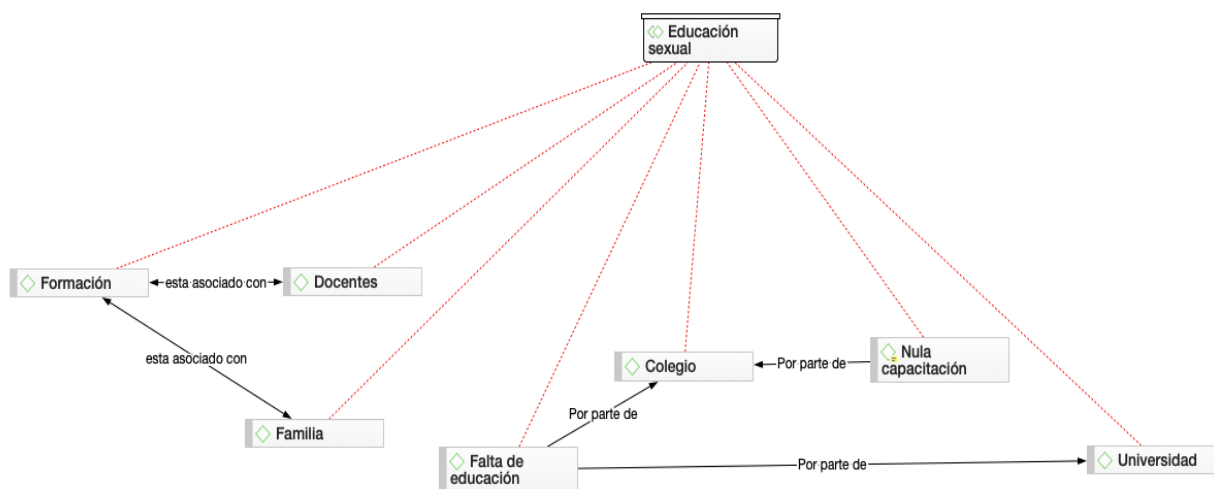 Educación
sexual
Formación
esta asociado con
Docentes
esta asociado con
Familia
Colegio
Por parte de
Nula
capacitación
Por parte de
Falta de
educación
Por parte de
Universidad